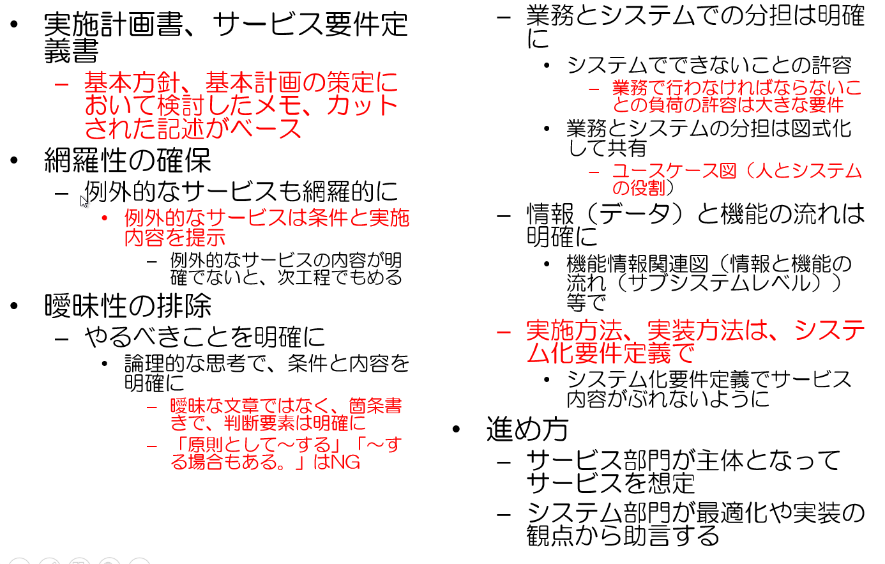 • 実施計画書、サービス要件定
義書
– 基本方針、基本計画の策定に
おいて検討したメモ、カット
された記述がベース
• 網羅性の確保
– 例外的なサービスも網羅的に
• 例外的なサービスは条件と実施
内容を提示
– 例外的なサービスの内容が明
確でないと、次工程でもめる
• 曖昧性の排除
– やるべきことを明確に
• 論理的な思考で、条件と内容を
明確に
– 曖昧な文章ではなく、箇条書
きで、判断要素は明確に
– 「原則として～する」「～す
る場合もある。」はNG
– 業務とシステムでの分担は明確
に
• システムでできないことの許容
– 業務で行わなければならないこ
との負荷の許容は大きな要件
• 業務とシステムの分担は図式化
して共有
– ユースケース図（人とシステム
の役割）
– 情報（データ）と機能の流れは
明確に
• 機能情報関連図（情報と機能の
流れ（サブシステムレベル））
等で
– 実施方法、実装方法は、システ
ム化要件定義で
• システム化要件定義でサービス
内容がぶれないように
• 進め方
– サービス部門が主体となって
サービスを想定
– システム部門が最適化や実装の
観点から助言する